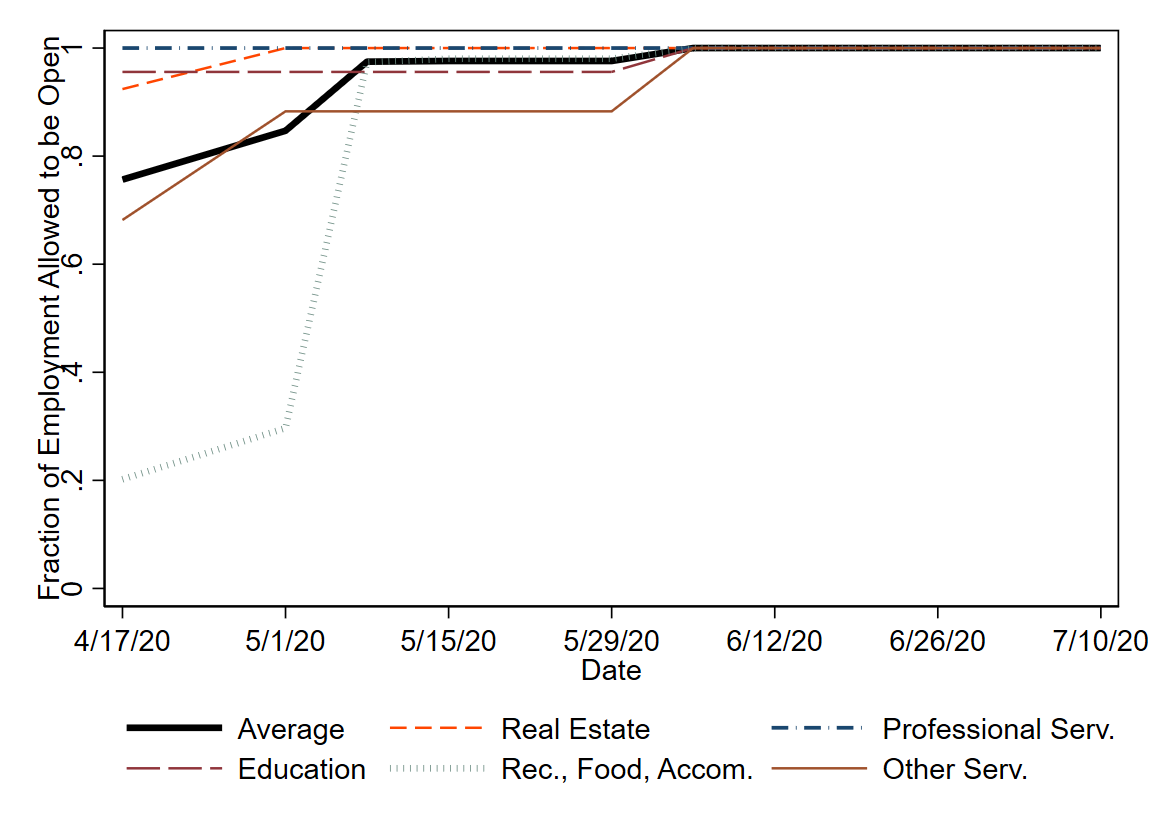 Fraction of Employment Allowed to be Open
1
.8
.6
.4
.2
0
4/17/20 5/1/20 5/15/20 5/29/20 6/12/20 6/26/20 7/10/20
Date
Average Real Estate Professional Serv.
Education Rec., Food, Accom. Other Serv.